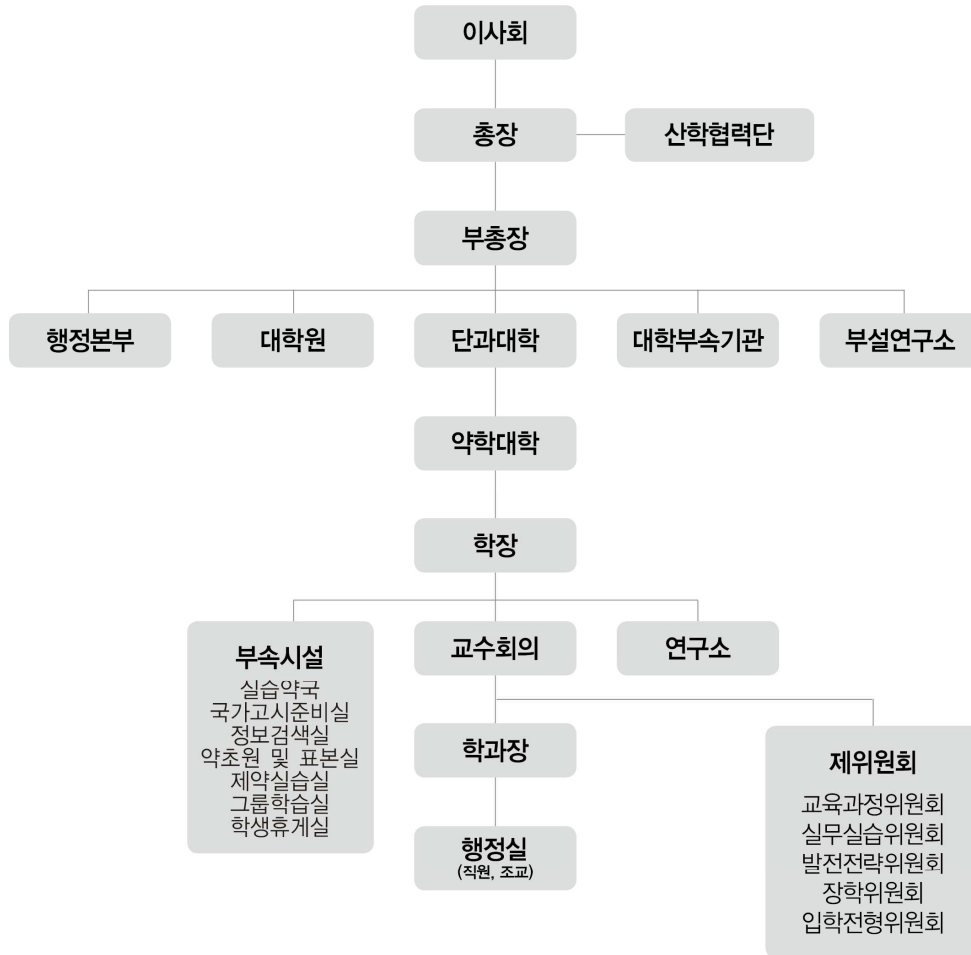 이사회
총장
산학협력단
부총장
행정본부
대학원
단과대학
대학부속기관
부설연구소
약학대학
학장
부속시설
실습약국
국가고시준비실
정보검색실
약초원 및 표본실
제약실습실
그룹학습실
학생휴게실
교수회의
연구소
학과장
행정실
(직원, 조교)
제위원회
교육과정위원회
실무실습위원회
발전전략위원회
장학위원회
입학전형위원회